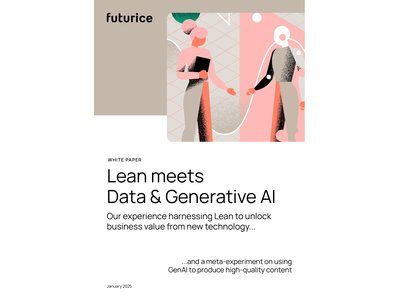 futurice
WHITE PAPER
Lean meets
Data & Generative AI
Our experience harnessing Lean to unlock
business value from new technology...
...and a meta-experiment on using
GenAI to produce high-quality content
January 2025